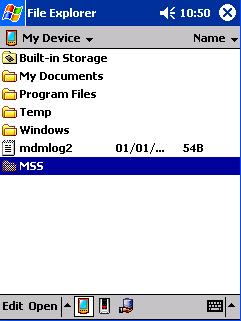 File Explorer 10:50
My Device Name
Built-in Storage
My Documents
Program Files
Temp
Windows
mdmlog2 01/01/... 54B
MSS
Edit Open